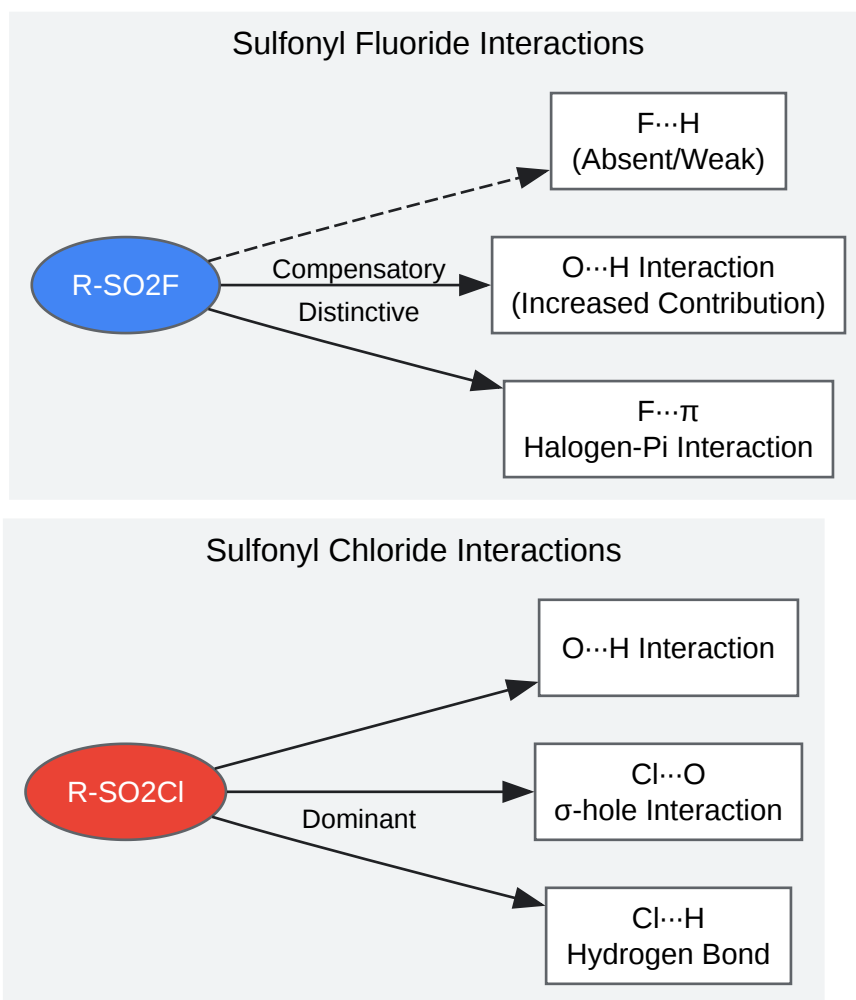 Sulfonyl Fluoride Interactions
F···H
(Absent/Weak)
R-SO2F
Compensatory
O···H Interaction
(Increased Contribution)
Distinctive
F···π
Halogen-Pi Interaction
Sulfonyl Chloride Interactions
O···H Interaction
R-SO2Cl
Cl···O
σ-hole Interaction
Dominant
Cl···H
Hydrogen Bond